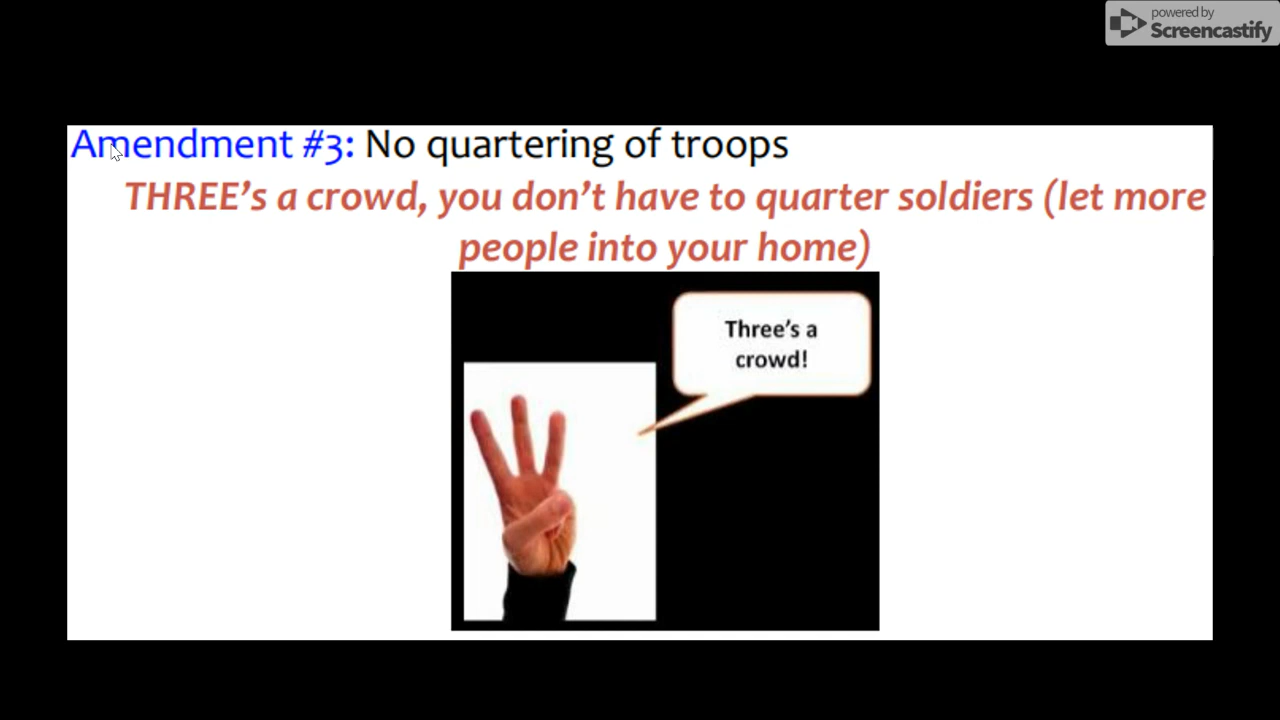 powered by
Screencastify
Amendment #3: No quartering of troops
THREE's a crowd, you don't have to quarter soldiers (let more
people into your home)
Three's a
crowd!